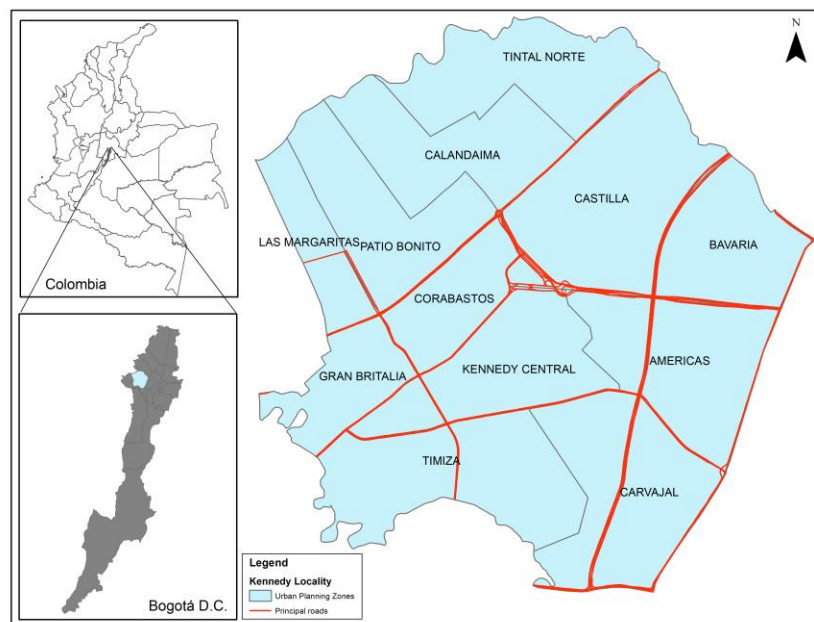 Colombia
Bogotá D.C.
N
TINTAL NORTE
CALANDAIMA
CASTILLA
LAS MARGARITAS
PATIO BONITO
BAVARIA
CORABASTOS
GRAN BRITALIA
KENNEDY CENTRAL
AMERICAS
TIMIZA
CARVAJAL
Legend
Kennedy Locality
Urban Planning Zones
Principal roads